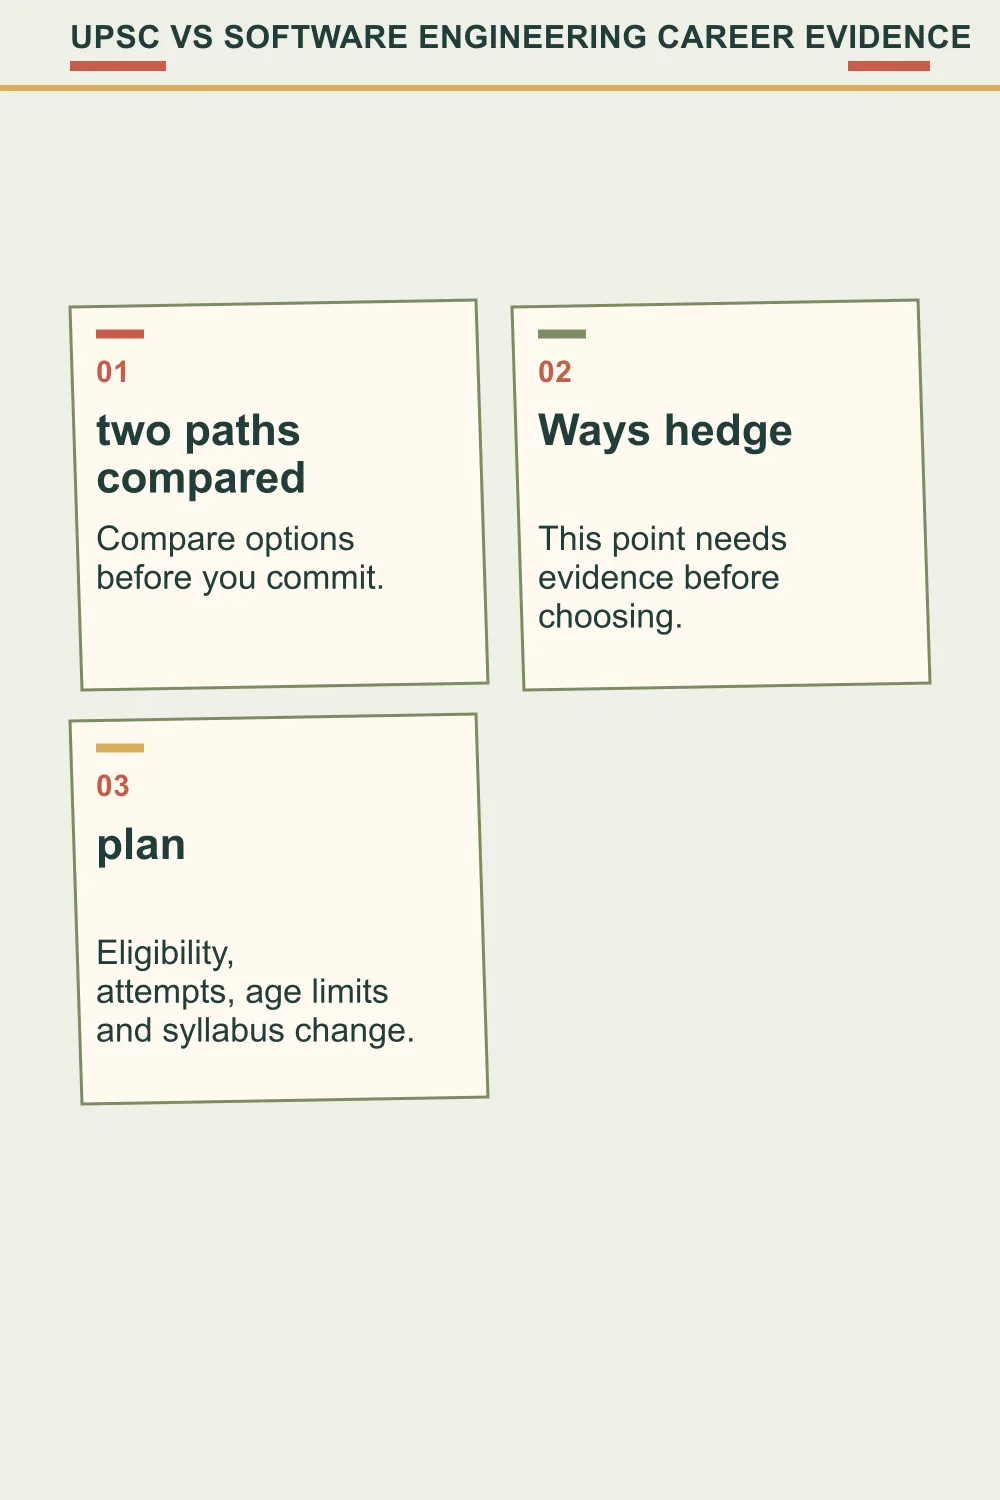 UPSC VS SOFTWARE ENGINEERING CAREER EVIDENCE
01
two paths
compared
Compare options
before you commit.
02
Ways hedge
This point needs
evidence before
choosing.
03
plan
Eligibility,
attempts, age limits
and syllabus change.